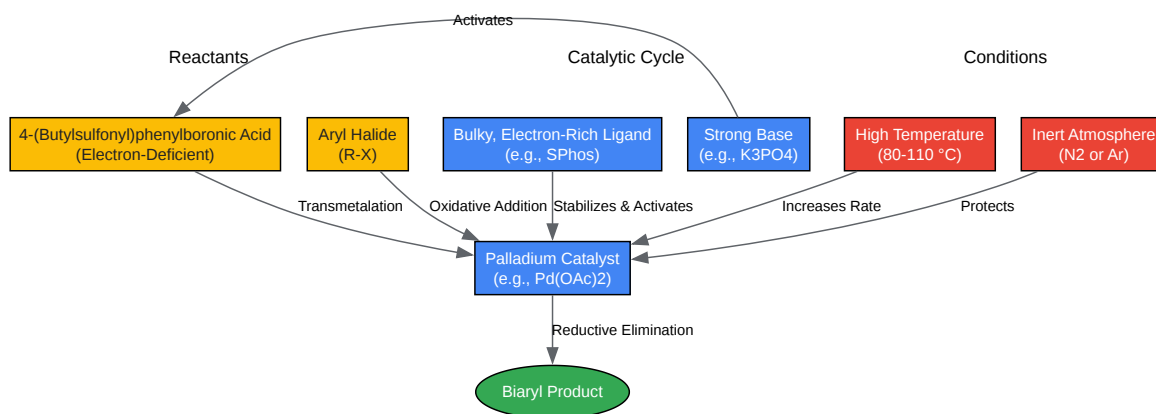 Activates
Reactants
Catalytic Cycle
Conditions
4-(Butylsulfonyl)phenylboronic Acid
(Electron-Deficient)
Aryl Halide
(R-X)
Bulky, Electron-Rich Ligand
(e.g., SPhos)
Strong Base
(e.g., K3PO4)
High Temperature
(80-110 °C)
Inert Atmosphere
(N2 or Ar)
Transmetalation
Oxidative Addition
Stabilizes & Activates
Increases Rate
Protects
Palladium Catalyst
(e.g., Pd(OAc)2)
Reductive Elimination
Biaryl Product